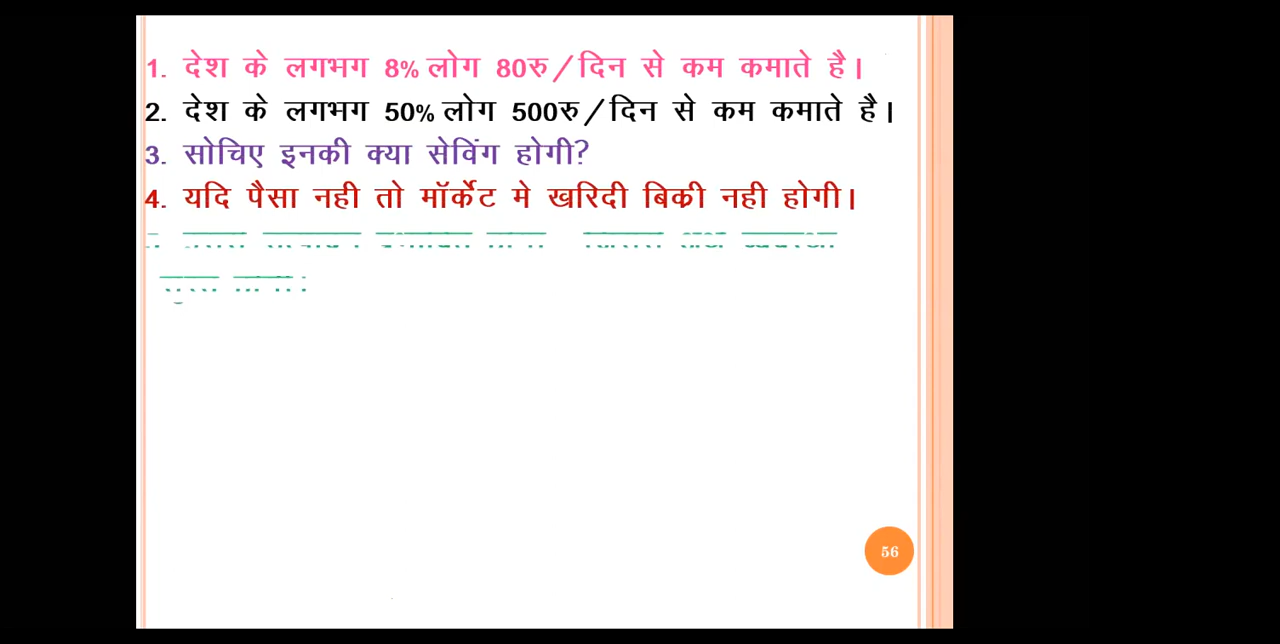 1. देश के लगभग 8% लोग 80रु/दिन से कम कमाते है।
2. देश के लगभग 50% लोग 500रु/दिन से कम कमाते है।
3. सोचिए इनकी क्या सेविंग होगी?
4. यदि पैसा नही तो मॉर्केट मे खरिदी बिकी नही होगी।
56